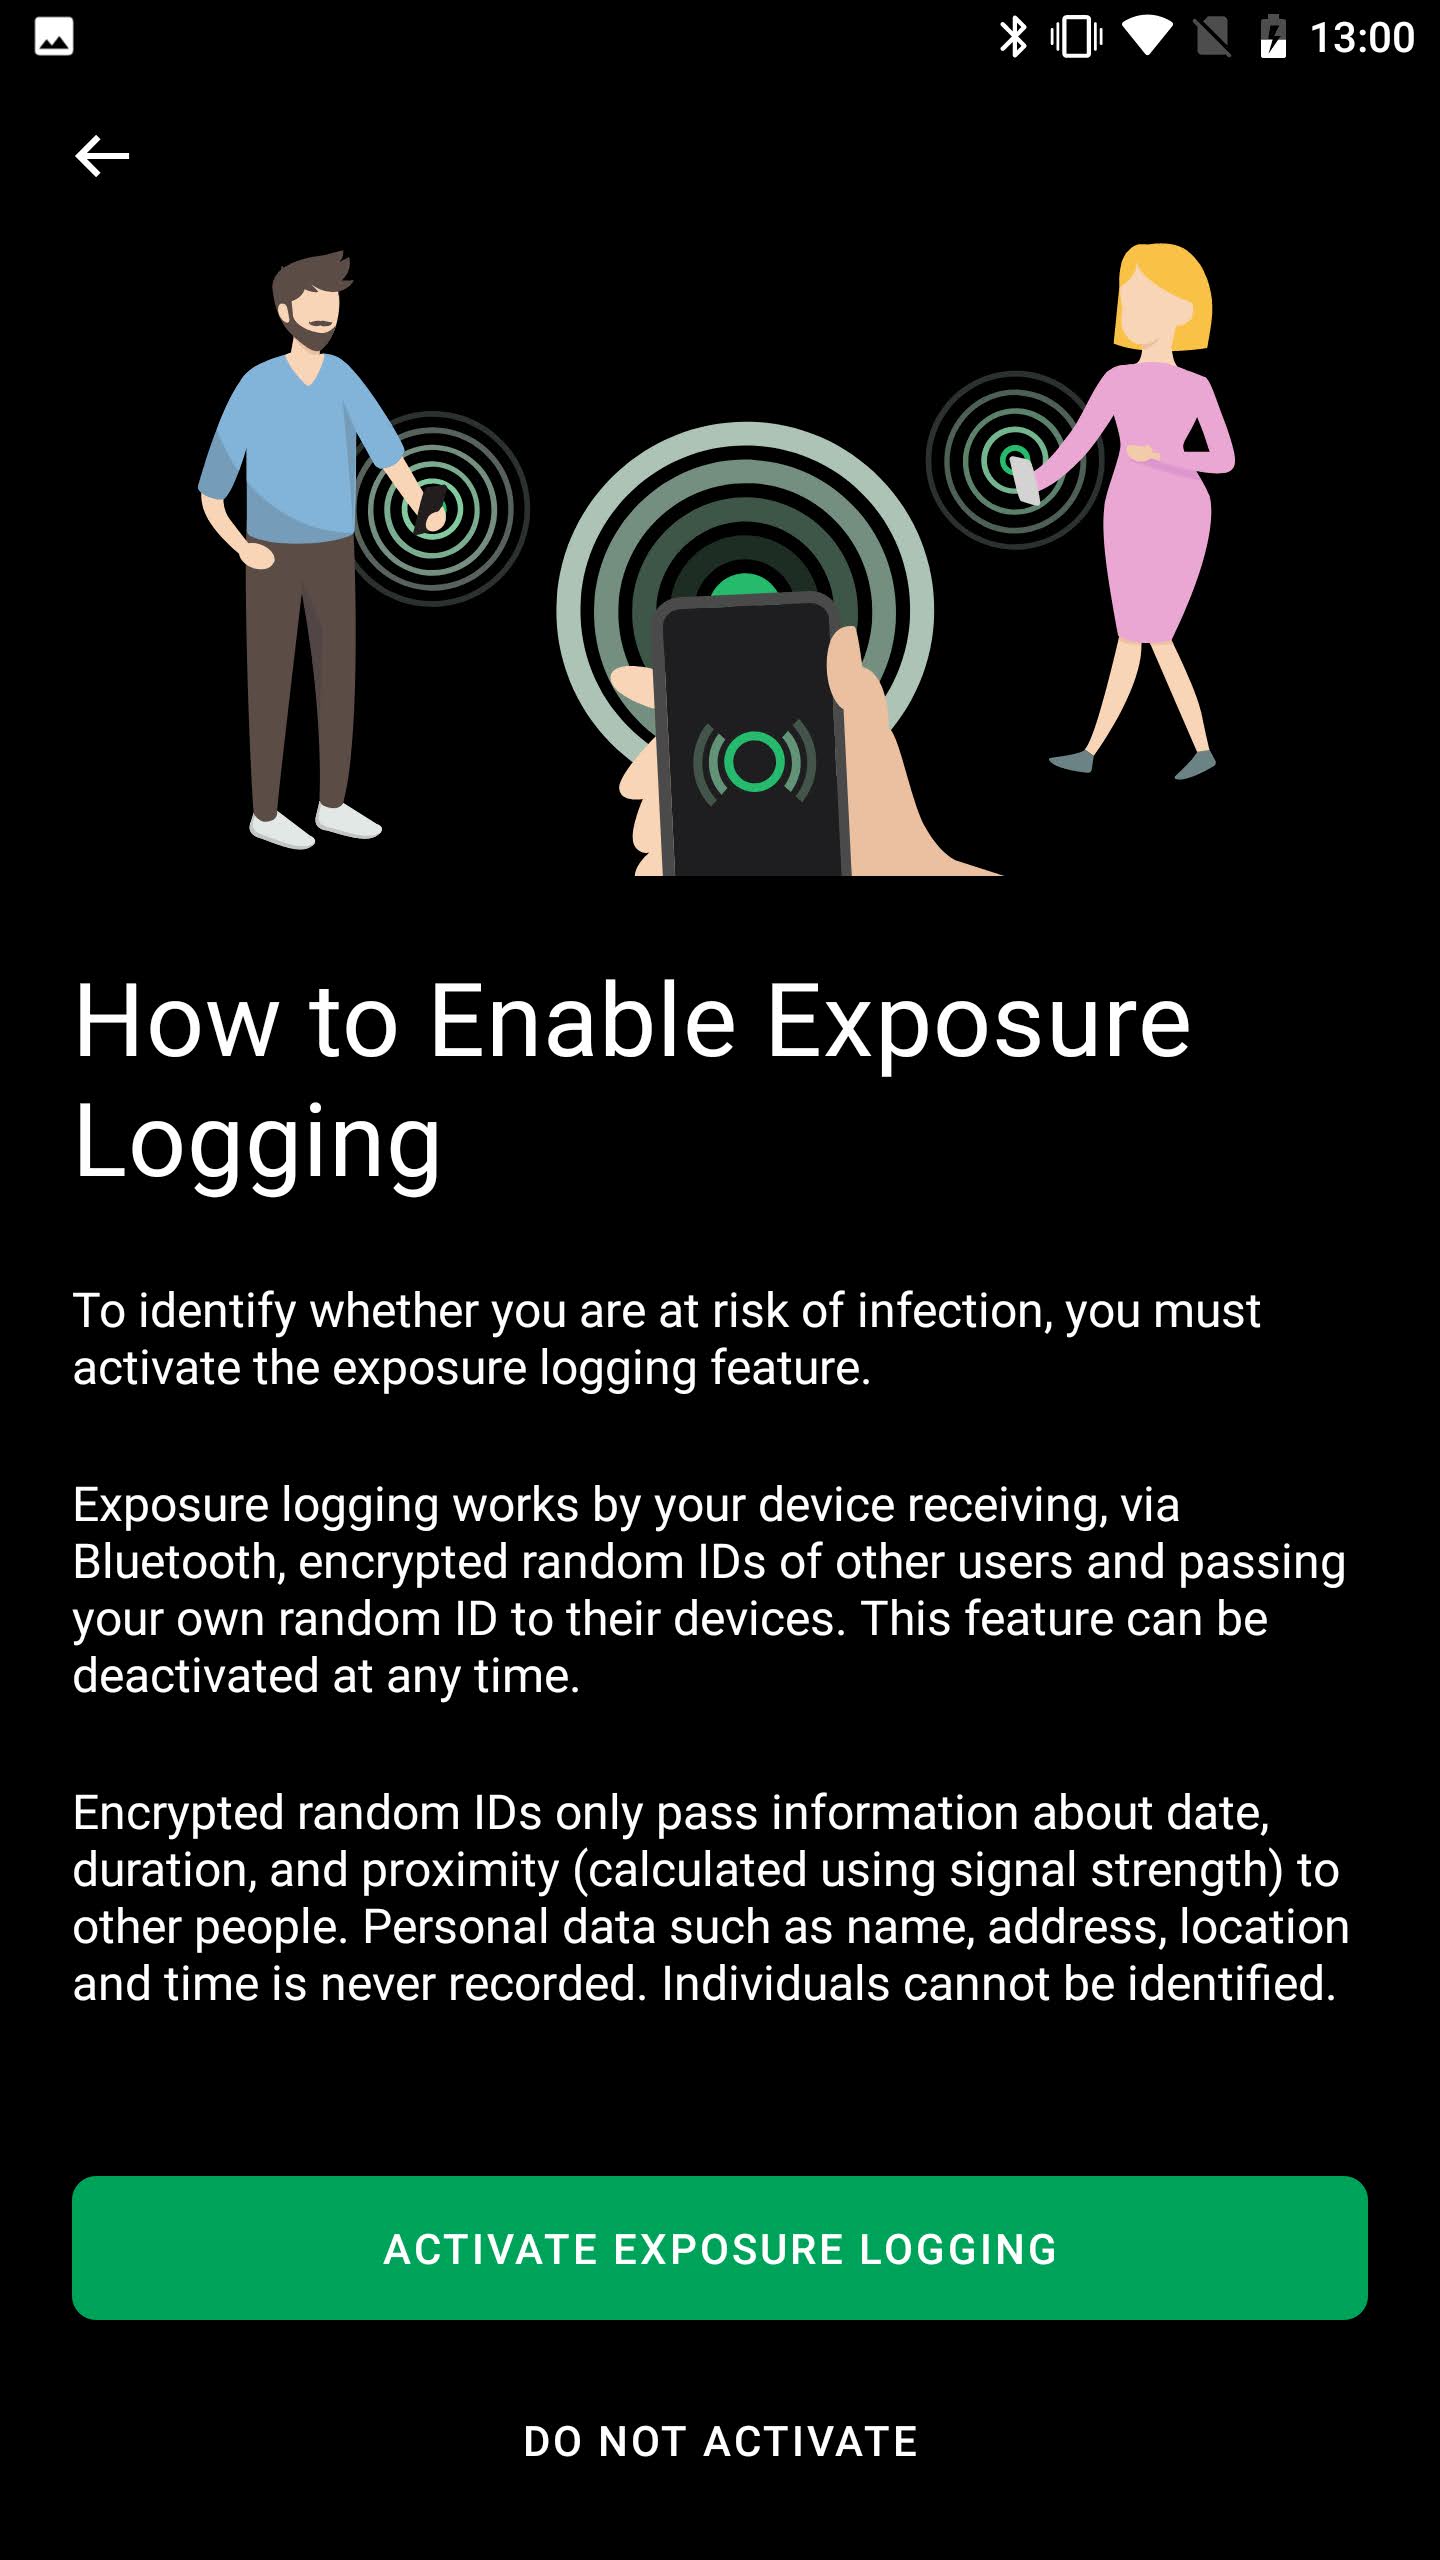 13:00
How to Enable Exposure
Logging
To identify whether you are at risk of infection, you must
activate the exposure logging feature.
Exposure logging works by your device receiving, via
Bluetooth, encrypted random IDs of other users and passing
your own random ID to their devices. This feature can be
deactivated at any time.
Encrypted random IDs only pass information about date,
duration, and proximity (calculated using signal strength) to
other people. Personal data such as name, address, location
and time is never recorded. Individuals cannot be identified.
ACTIVATE EXPOSURE LOGGING
DO NOT ACTIVATE